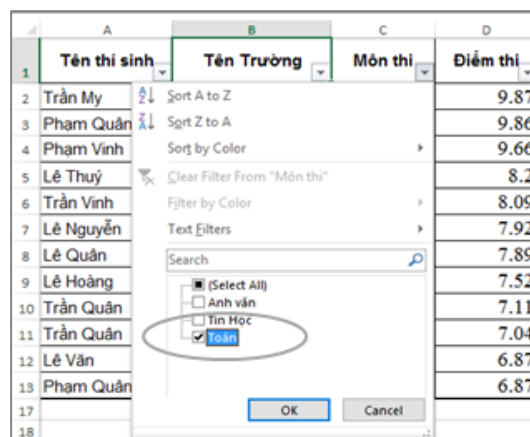 A B C D
1 Tên thí sinh Tên Trường Môn thi Điểm thi
2 Trần My 9.87
3 Phạm Quân 9.86
4 Phạm Vinh 9.66
5 Lê Thuý 8.2
6 Trần Vinh 8.09
7 Lê Nguyễn 7.92
8 Lê Quân 7.89
9 Lê Hoàng 7.52
10 Trần Quân 7.11
11 Trần Quân 7.04
12 Lê Văn 6.87
13 Phạm Quân 6.87
17
18
Sort A to Z
Sort Z to A
Sort by Color
Clear Filter From "Môn thi"
Filter by Color
Text Filters
Search
(Select All)
Anh văn
Tin Học
Toán
OK Cancel